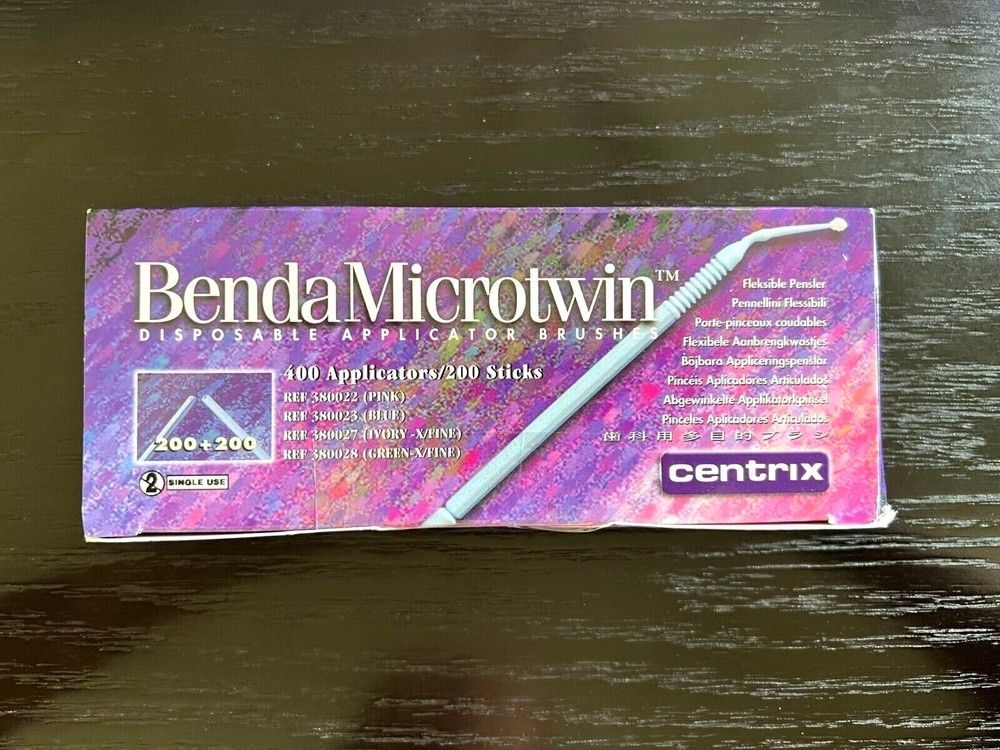 BendaMicrotwin™
DISPOSABLE APPLICATOR BRUSHES
400 Applicators/200 Sticks
REF 380022 (PINK)
REF 380023 (BLUE)
REF 380027 (IVORY -X/FINE)
REF 380028 (GREEN-X/FINE)
200+200
2 SINGLE USE
Fleksible Pensler
Pennellini Flessibili
Porte-pinceaux coudables
Flexibele Aanbrengkwastjes
Böjbara Appliceringspenslar
Pincéis Aplicadores Articulados
Abgewinkelte Applikatorkpinsel
Pinceles Aplicadores Articulados
歯科用多目的ブラシ
centrix